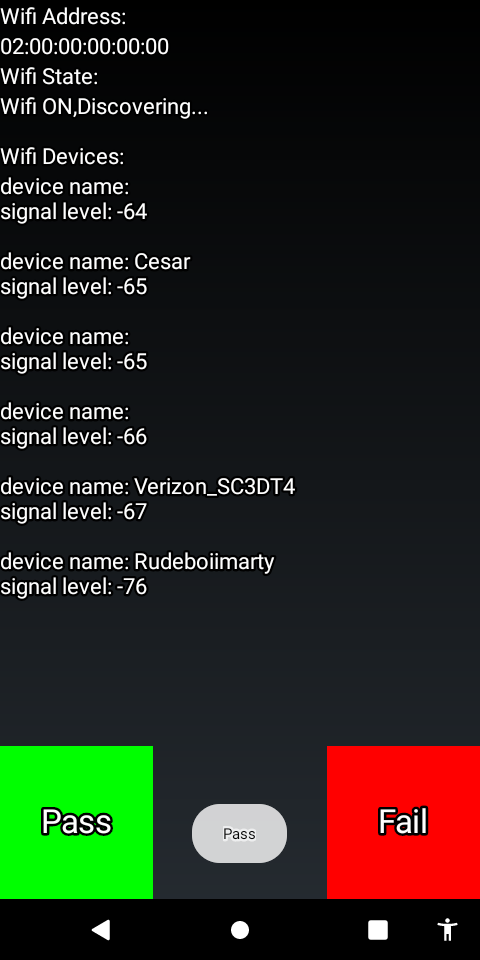 Wifi Address:
02:00:00:00:00:00
Wifi State:
Wifi ON,Discovering...
Wifi Devices:
device name:
signal level: -64
device name: Cesar
signal level: -65
device name:
signal level: -65
device name:
signal level: -66
device name: Verizon_SC3DT4
signal level: -67
device name: Rudeboiimarty
signal level: -76
Pass
Pass
Fail